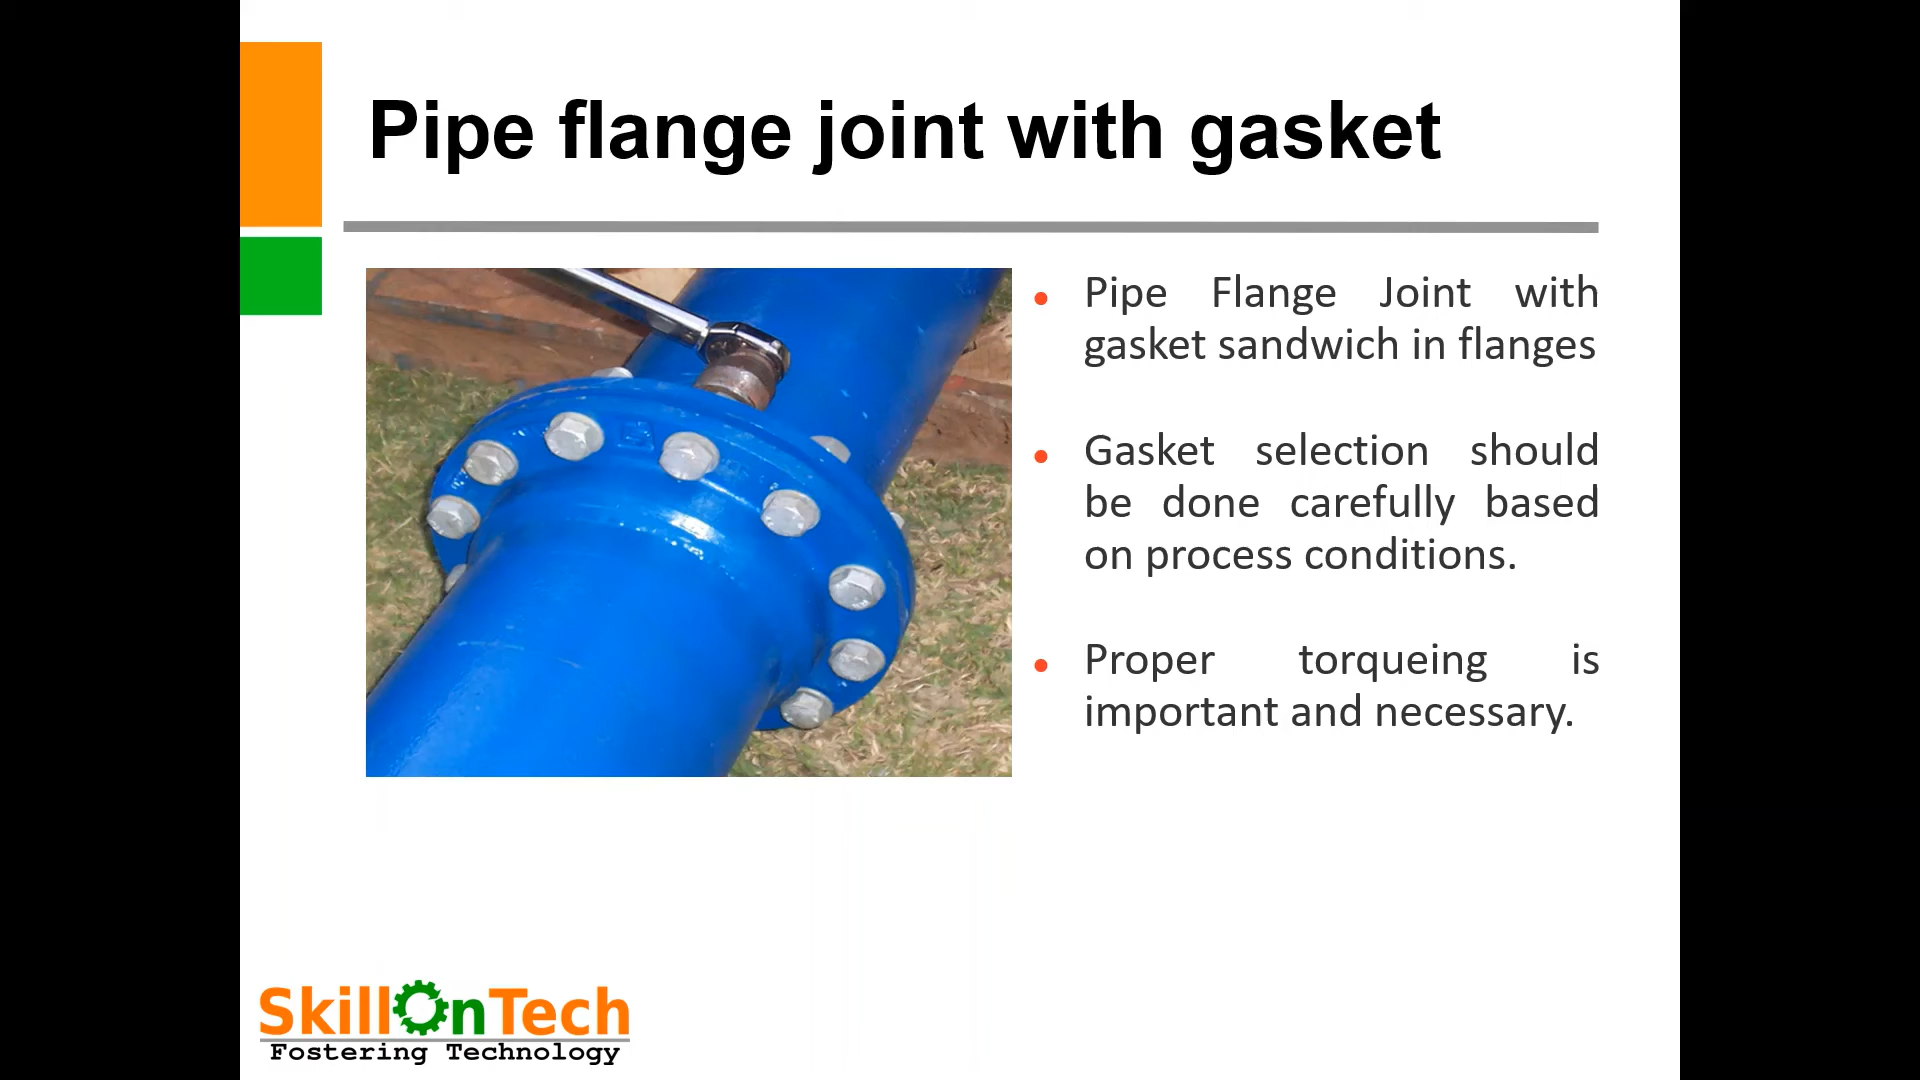 Pipe flange joint with gasket
Pipe Flange Joint with
gasket sandwich in flanges
Gasket selection should
be done carefully based
on process conditions.
Proper torqueing is
important and necessary.
SkillOnTech
Fostering Technology